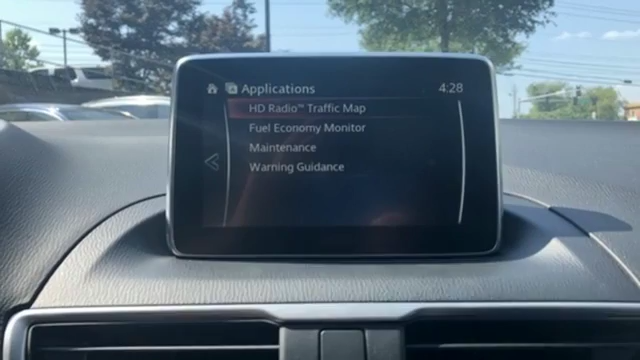 Applications 4:28
HD Radio™ Traffic Map
Fuel Economy Monitor
Maintenance
Warning Guidance